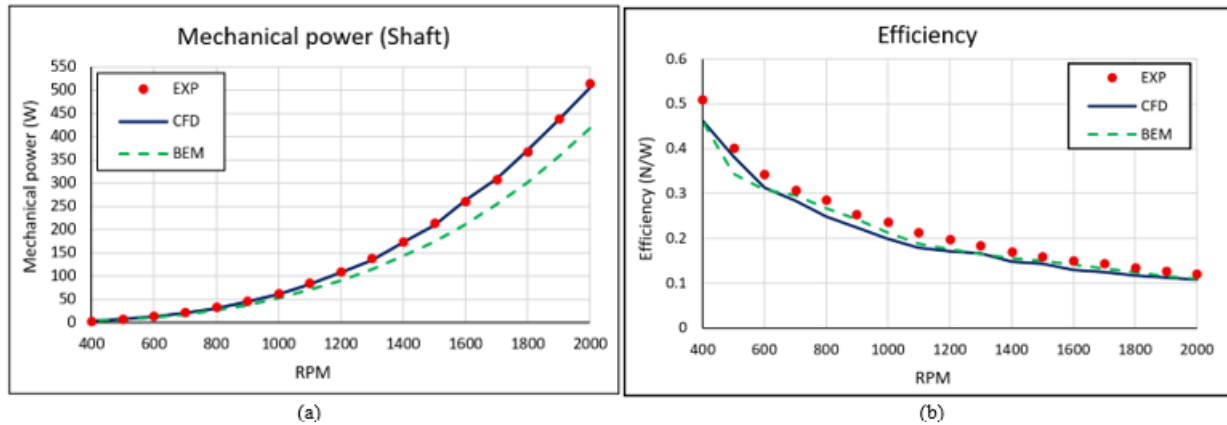 Mechanical power (Shaft)
Mechanical power (W)
550
500
450
400
350
300
250
200
150
100
50
0
EXP
CFD
BEM
400 600 800 1000 1200 1400 1600 1800 2000
RPM
(a)
Efficiency
Efficiency (N/W)
0.6
0.5
0.4
0.3
0.2
0.1
0
EXP
CFD
BEM
400 600 800 1000 1200 1400 1600 1800 2000
RPM
(b)